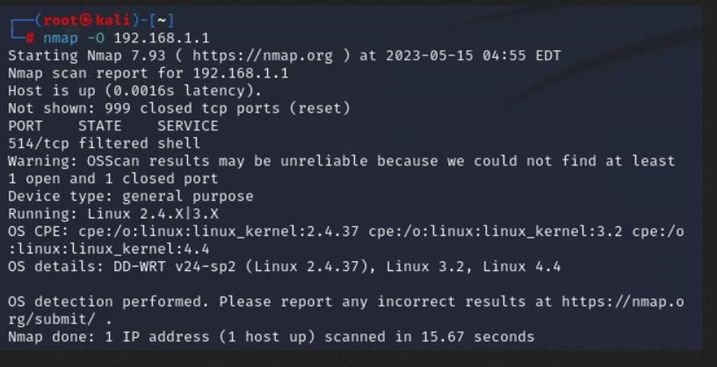 ┌──(root㉿kali)-[~]
└─# nmap -O 192.168.1.1
Starting Nmap 7.93 ( https://nmap.org ) at 2023-05-15 04:55 EDT
Nmap scan report for 192.168.1.1
Host is up (0.0016s latency).
Not shown: 999 closed tcp ports (reset)
PORT    STATE    SERVICE
514/tcp filtered shell
Warning: OSScan results may be unreliable because we could not find at least
1 open and 1 closed port
Device type: general purpose
Running: Linux 2.4.X|3.X
OS CPE: cpe:/o:linux:linux_kernel:2.4.37 cpe:/o:linux:linux_kernel:3.2 cpe:/o
:linux:linux_kernel:4.4
OS details: DD-WRT v24-sp2 (Linux 2.4.37), Linux 3.2, Linux 4.4
OS detection performed. Please report any incorrect results at https://nmap.o
rg/submit/ .
Nmap done: 1 IP address (1 host up) scanned in 15.67 seconds